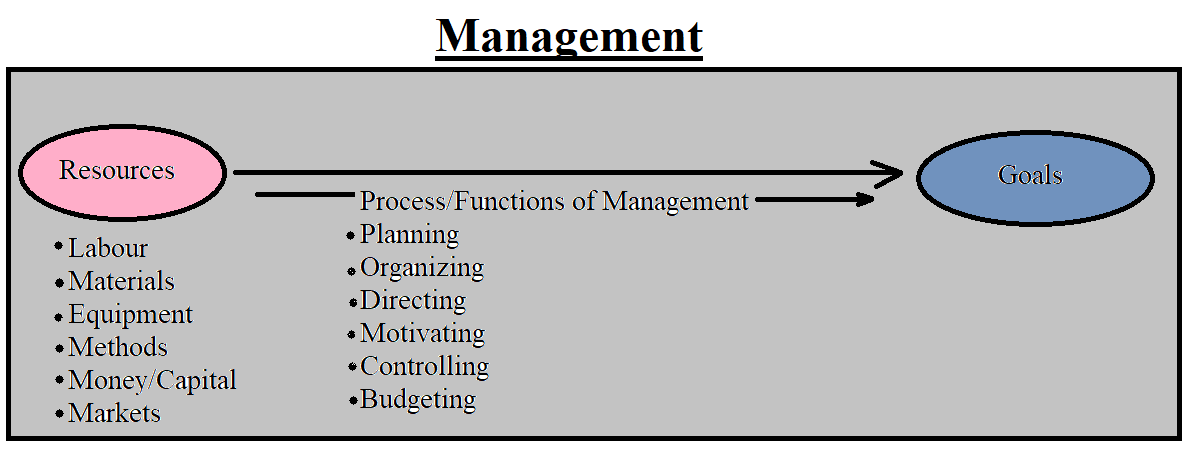 Management
Resources
Goals
Process/Functions of Management
Labour
Materials
Equipment
Methods
Money/Capital
Markets
Planning
Organizing
Directing
Motivating
Controlling
Budgeting